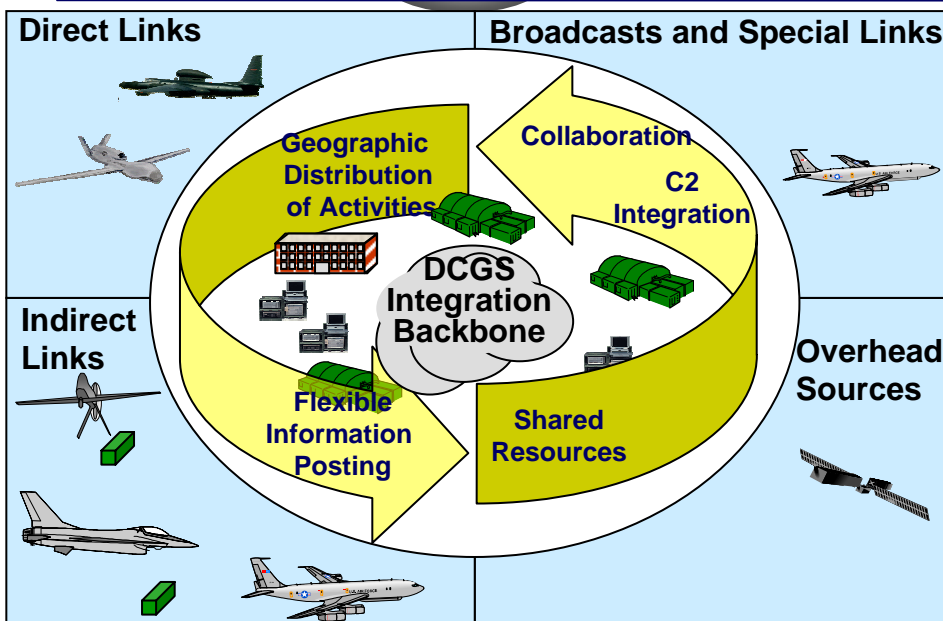 Direct Links
Broadcasts and Special Links
Geographic
Distribution
of Activities
Collaboration
C2
Integration
DCGS
Integration
Backbone
Indirect
Links
Overhead
Sources
Flexible
Information
Posting
Shared
Resources